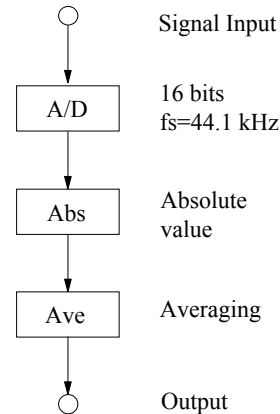 Signal Input
A/D
16 bits
fs=44.1 kHz
Abs
Absolute
value
Ave
Averaging
Output